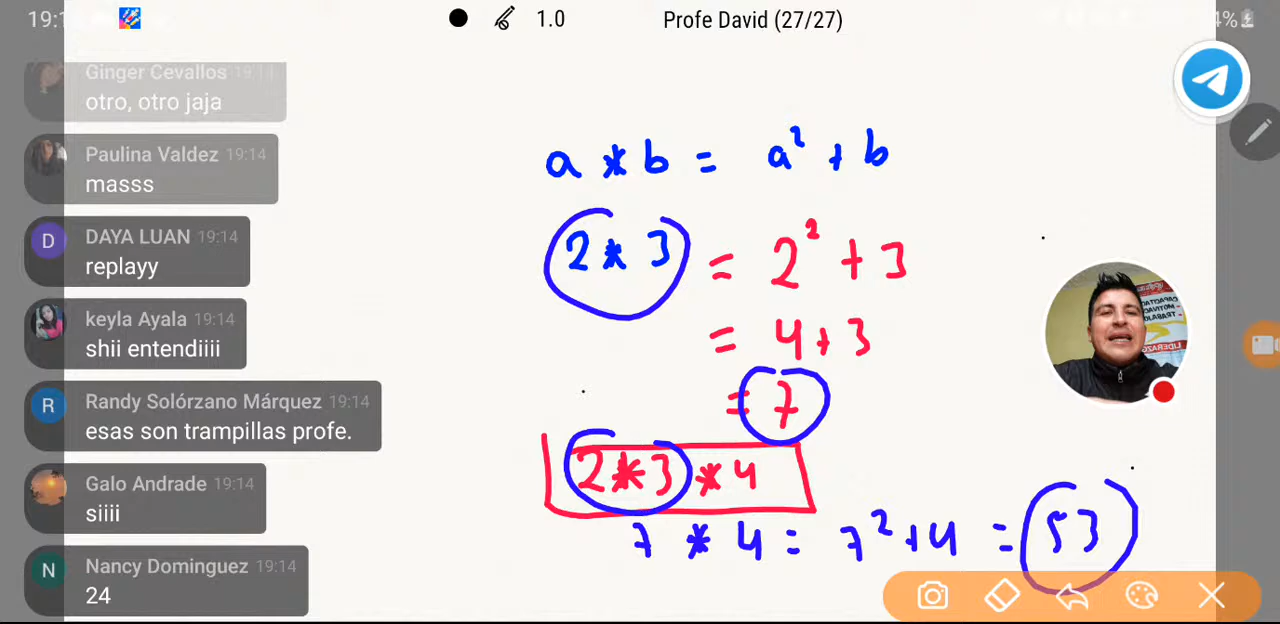 19:1
1.0
Profe David (27/27)
4%
Ginger Cevallos 19:14
otro, otro jaja
Paulina Valdez 19:14
masss
D
DAYA LUAN 19:14
replayy
keyla Ayala 19:14
shii entendiiii
R
Randy Solórzano Márquez 19:14
esas son trampillas profe.
Galo Andrade 19:14
siiii
N
Nancy Dominguez 19:14
24
a * b = a² + b
2 * 3 = 2² + 3
= 4 + 3
= 7
2 * 3 * 4
7 * 4 = 7² + 4 = 53